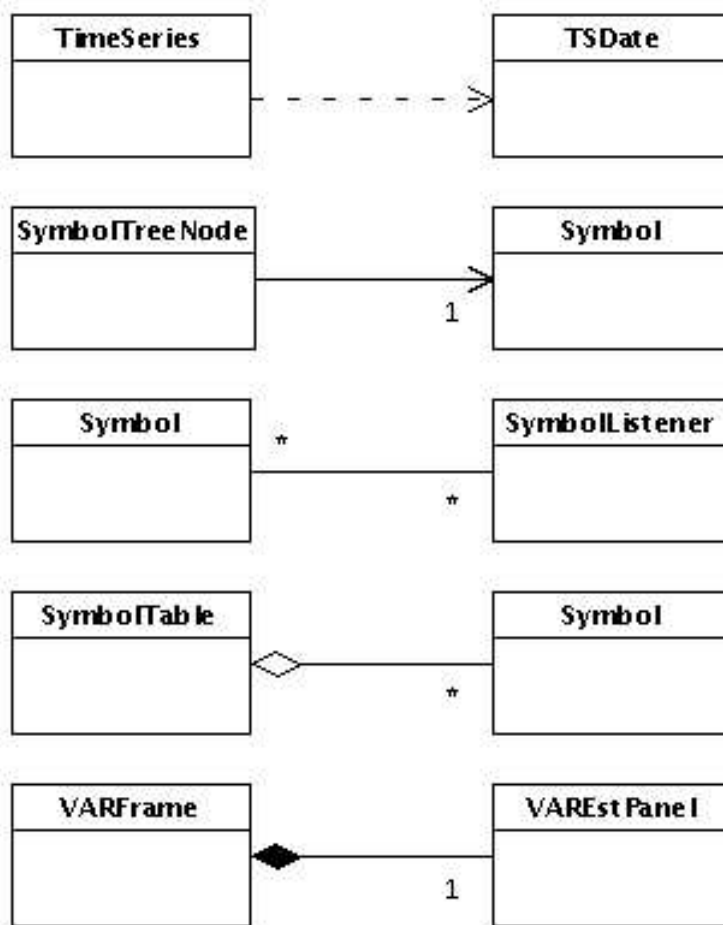 TimeSeries
TSDate
SymbolTreeNode
Symbol
1
Symbol
*
SymbolListener
*
SymbolTable
Symbol
*
VARFrame
VAREstPanel
1